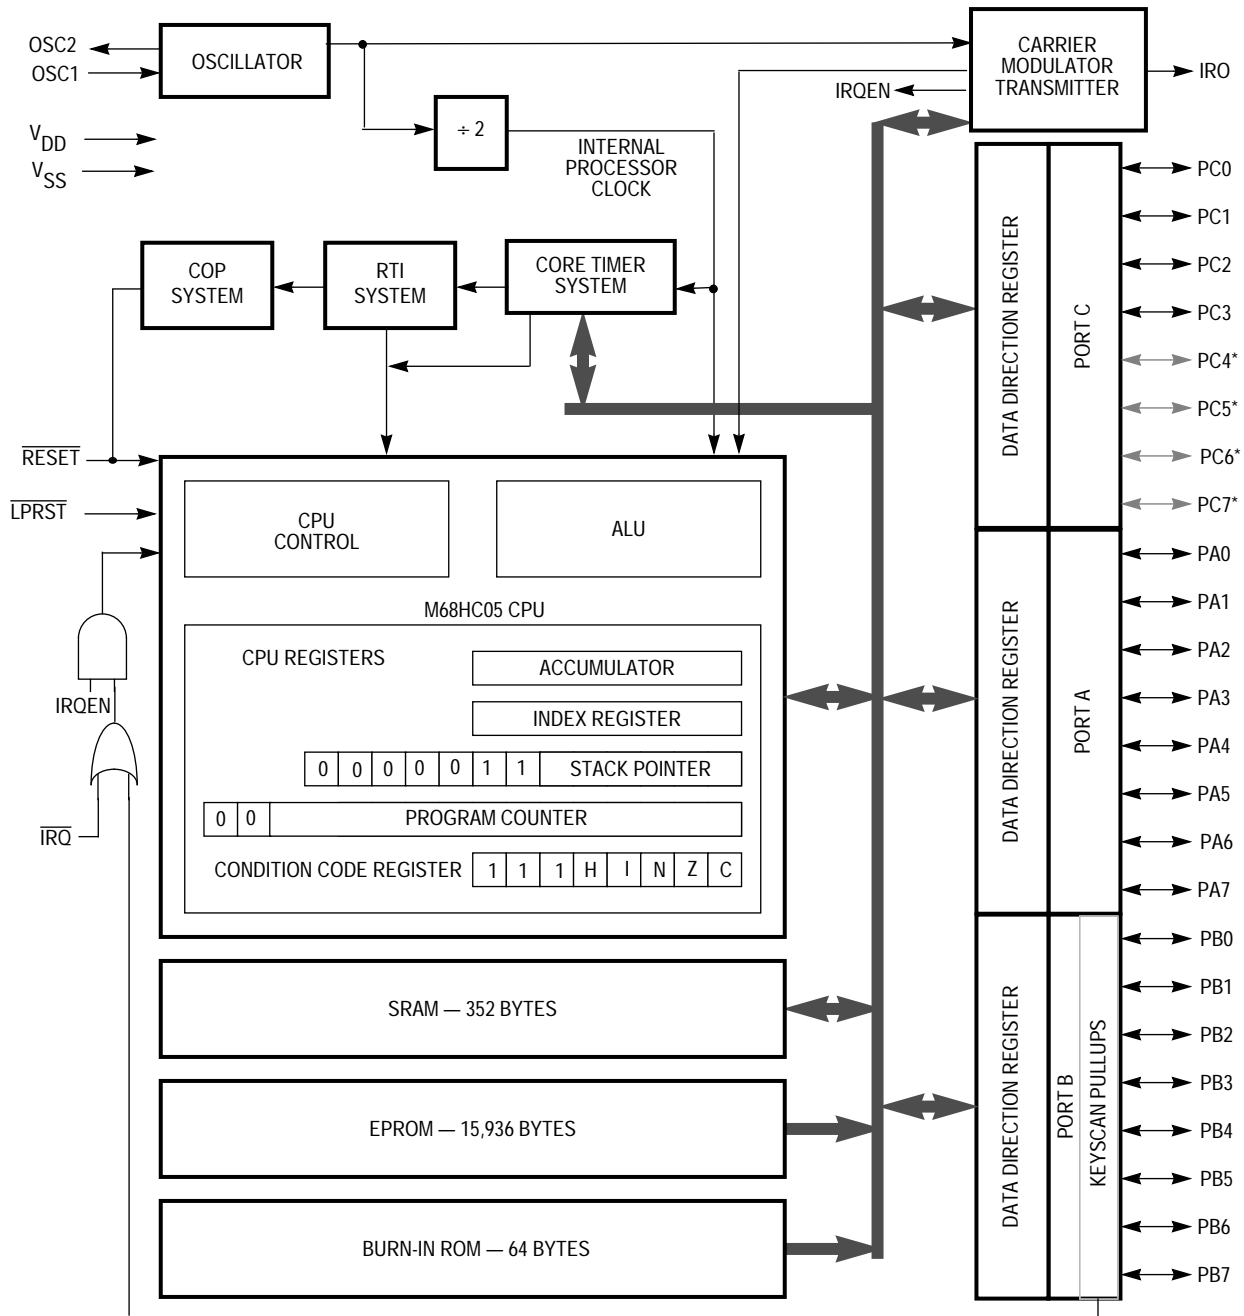 OSC2
OSC1
V DD
V SS
OSCILLATOR
÷ 2
INTERNAL
PROCESSOR
CLOCK
CARRIER
MODULATOR
TRANSMITTER
IRO
IRQEN
COP
SYSTEM
RTI
SYSTEM
CORE TIMER
SYSTEM
RESET
LPRST
IRQEN
IRQ
CPU
CONTROL
ALU
M68HC05 CPU
CPU REGISTERS
ACCUMULATOR
INDEX REGISTER
0 0 0 0 0 1 1 STACK POINTER
0 0 PROGRAM COUNTER
CONDITION CODE REGISTER 1 1 1 H I N Z C
SRAM — 352 BYTES
EPROM — 15,936 BYTES
BURN-IN ROM — 64 BYTES
DATA DIRECTION REGISTER
PORT C
PC0
PC1
PC2
PC3
PC4*
PC5*
PC6*
PC7*
DATA DIRECTION REGISTER
PORT A
PA0
PA1
PA2
PA3
PA4
PA5
PA6
PA7
DATA DIRECTION REGISTER
PORT B
KEYSCAN PULLUPS
PB0
PB1
PB2
PB3
PB4
PB5
PB6
PB7